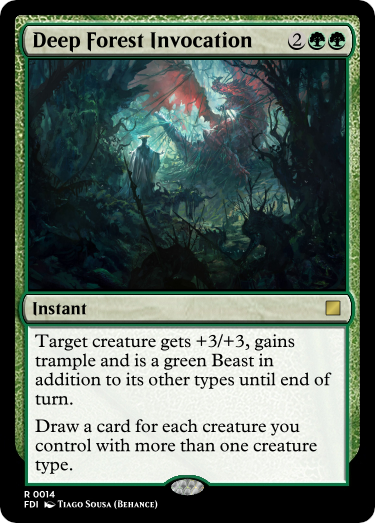 Deep Forest Invocation 2
Instant
Target creature gets +3/+3, gains
trample and is a green Beast in
addition to its other types until end of
turn.
Draw a card for each creature you
control with more than one creature
type.
R 0014
FDI Tiago Sousa (Behance)